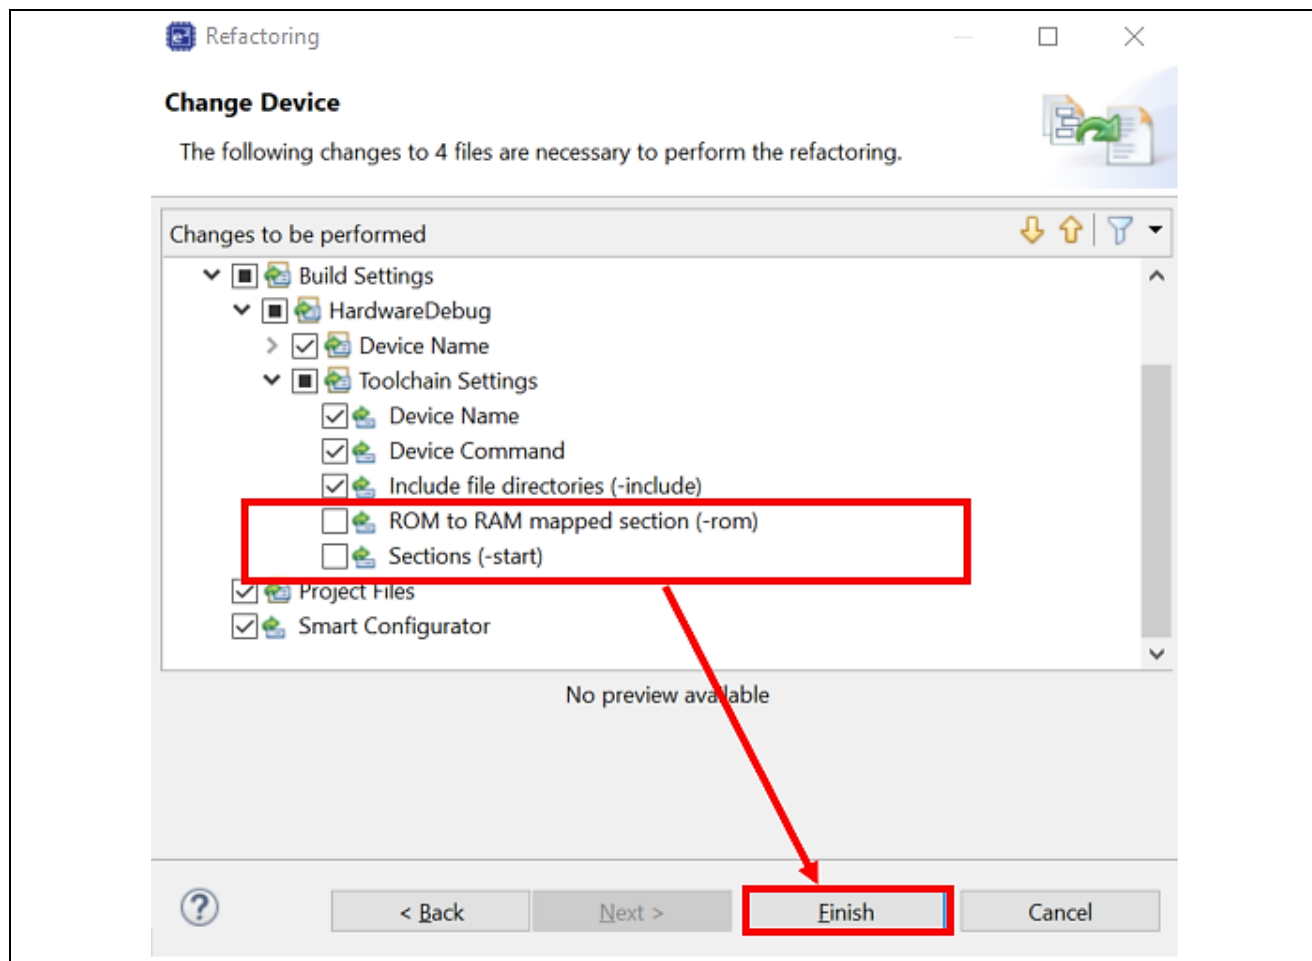 Refactoring
Change Device
The following changes to 4 files are necessary to perform the refactoring.
Changes to be performed
Build Settings
HardwareDebug
Device Name
Toolchain Settings
Device Name
Device Command
Include file directories (-include)
ROM to RAM mapped section (-rom)
Sections (-start)
Project Files
Smart Configurator
No preview available
< Back
Next >
Finish
Cancel